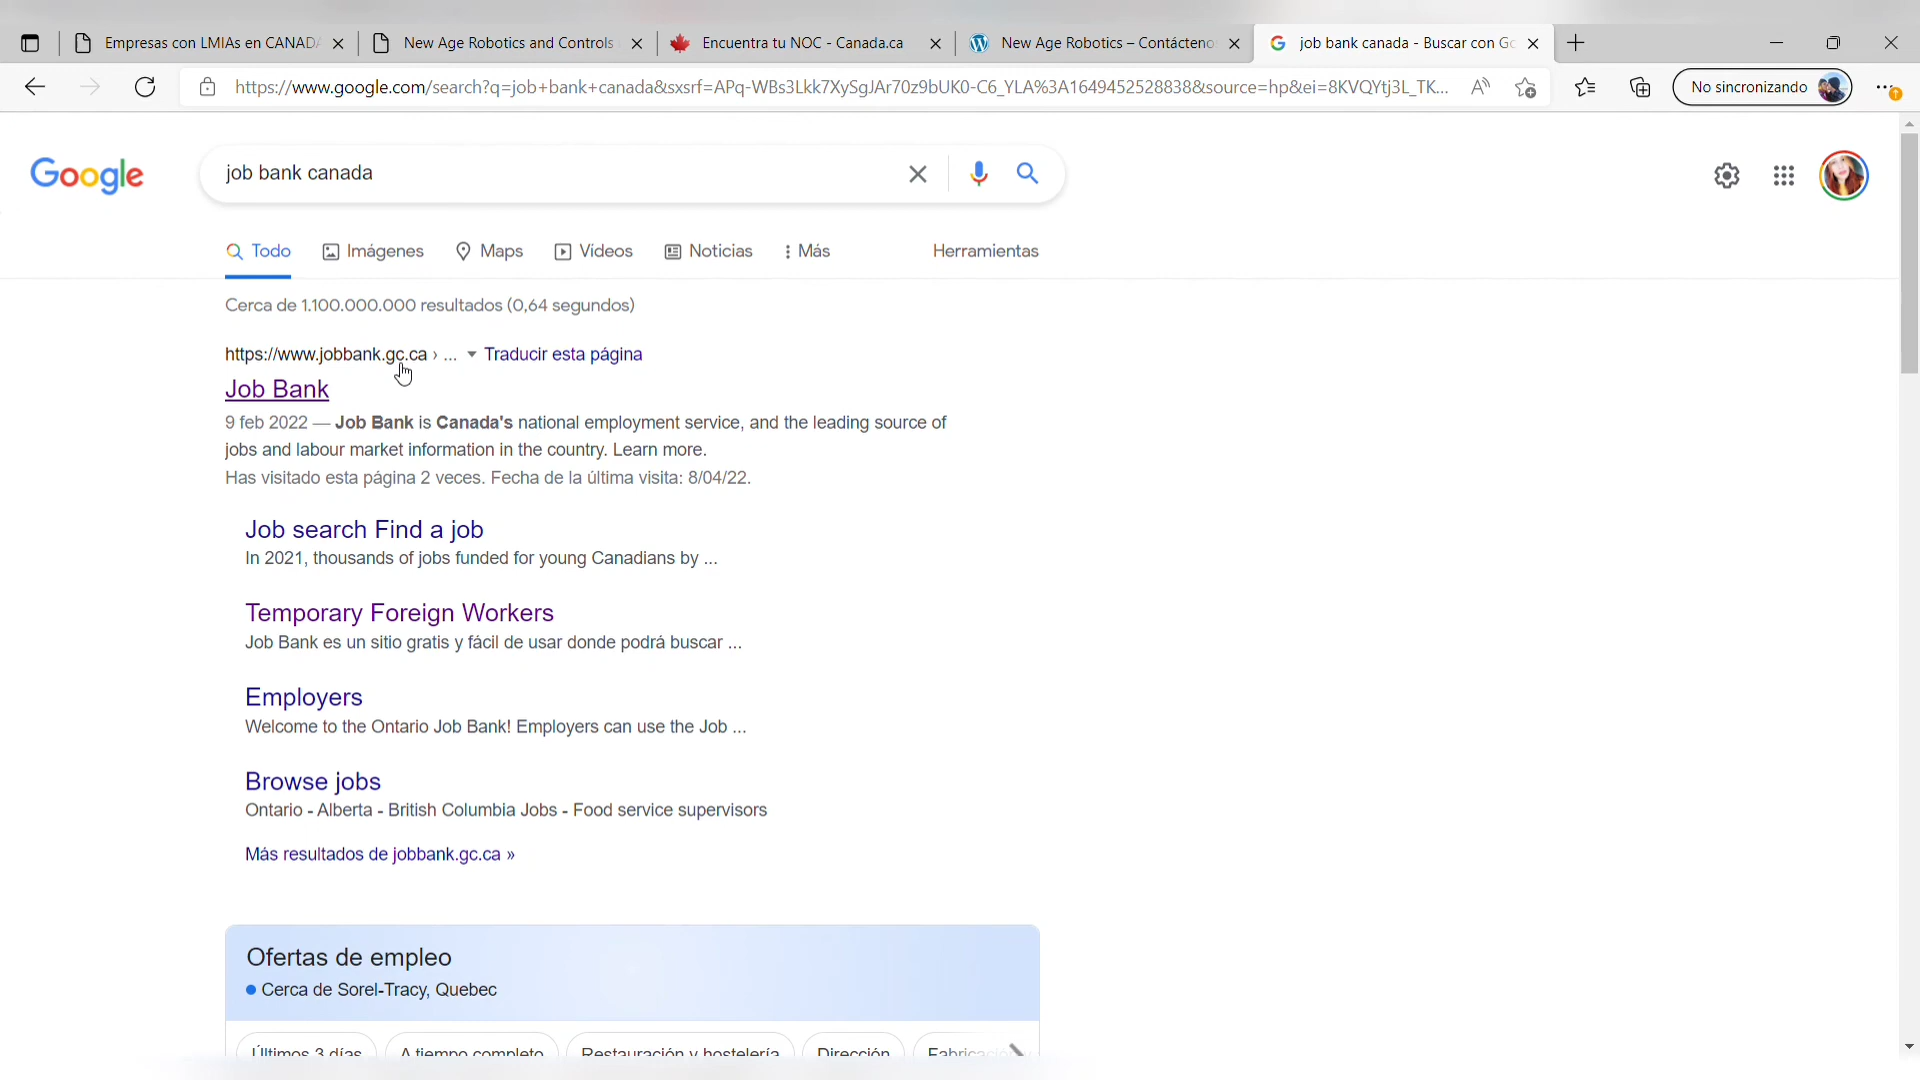 Empresas con LMIAs en CANADA
New Age Robotics and Controls
Encuentra tu NOC - Canada.ca
New Age Robotics – Contácteno
job bank canada - Buscar con Go
https://www.google.com/search?q=job+bank+canada&sxsrf=APq-WBs3Lkk7XySgJAr70z9bUK0-C6_YLA%3A1649452528838&source=hp&ei=8KVQYtj3L_TK...
No sincronizando
Google
job bank canada
Todo
Imágenes
Maps
Vídeos
Noticias
Más
Herramientas
Cerca de 1.100.000.000 resultados (0,64 segundos)
https://www.jobbank.gc.ca › ... Traducir esta página
Job Bank
9 feb 2022 — Job Bank is Canada's national employment service, and the leading source of
jobs and labour market information in the country. Learn more.
Has visitado esta página 2 veces. Fecha de la última visita: 8/04/22.
Job search Find a job
In 2021, thousands of jobs funded for young Canadians by ...
Temporary Foreign Workers
Job Bank es un sitio gratis y fácil de usar donde podrá buscar ...
Employers
Welcome to the Ontario Job Bank! Employers can use the Job ...
Browse jobs
Ontario - Alberta - British Columbia Jobs - Food service supervisors
Más resultados de jobbank.gc.ca »
Ofertas de empleo
Cerca de Sorel-Tracy, Quebec
Últimos 3 días
A tiempo completo
Restauración y hostelería
Dirección
Fabricación